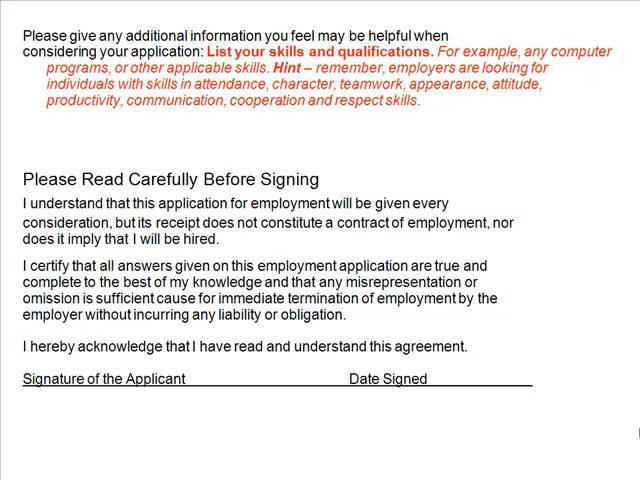 Please give any additional information you feel may be helpful when
considering your application: List your skills and qualifications. For example, any computer
programs, or other applicable skills. Hint – remember, employers are looking for
individuals with skills in attendance, character, teamwork, appearance, attitude,
productivity, communication, cooperation and respect skills.
Please Read Carefully Before Signing
I understand that this application for employment will be given every
consideration, but its receipt does not constitute a contract of employment, nor
does it imply that I will be hired.
I certify that all answers given on this employment application are true and
complete to the best of my knowledge and that any misrepresentation or
omission is sufficient cause for immediate termination of employment by the
employer without incurring any liability or obligation.
I hereby acknowledge that I have read and understand this agreement.
Signature of the Applicant Date Signed